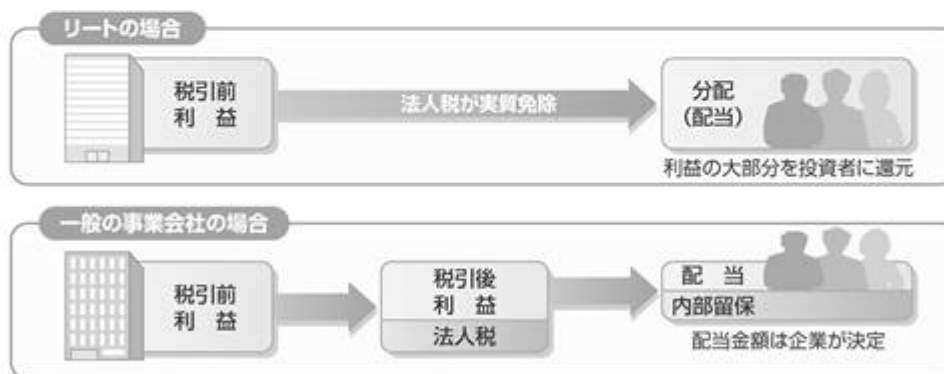 リートの場合
税引前
利　益
法人税が実質免除
分配
（配当）
利益の大部分を投資者に還元
一般の事業会社の場合
税引前
利　益
税引後
利　益
法人税
配　当
内部留保
配当金額は企業が決定